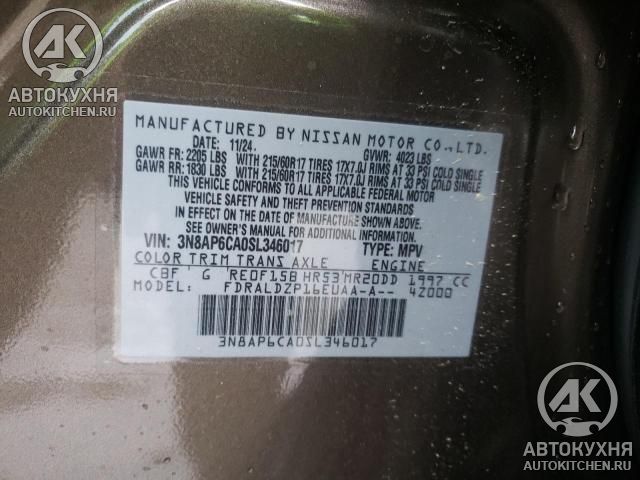 АК
АВТОКУХНЯ
AUTOKITCHEN.RU
MANUFACTURED BY NISSAN MOTOR CO.,LTD.
DATE: 11/24. GVWR: 4023 LBS
GAWR FR: 2205 LBS WITH 215/60R17 TIRES 17X7.0J RIMS AT 33 PSI COLD SINGLE
GAWR RR: 1830 LBS WITH 215/60R17 TIRES 17X7.0J RIMS AT 33 PSI COLD SINGLE
THIS VEHICLE CONFORMS TO ALL APPLICABLE FEDERAL MOTOR
VEHICLE SAFETY AND THEFT PREVENTION STANDARDS
IN EFFECT ON THE DATE OF MANUFACTURE SHOWN ABOVE.
SEE OWNER'S MANUAL FOR ADDITIONAL INFORMATION.
VIN: 3N8AP6CA0SL346017 TYPE: MPV
COLOR TRIM TRANS AXLE ENGINE
CBF G RE0F15B HR53 MR20DD 1997 CC
MODEL FDRALDZP16EUAA-A-- 4Z000
3N8AP6CA0SL346017
АК
АВТОКУХНЯ
AUTOKITCHEN.RU